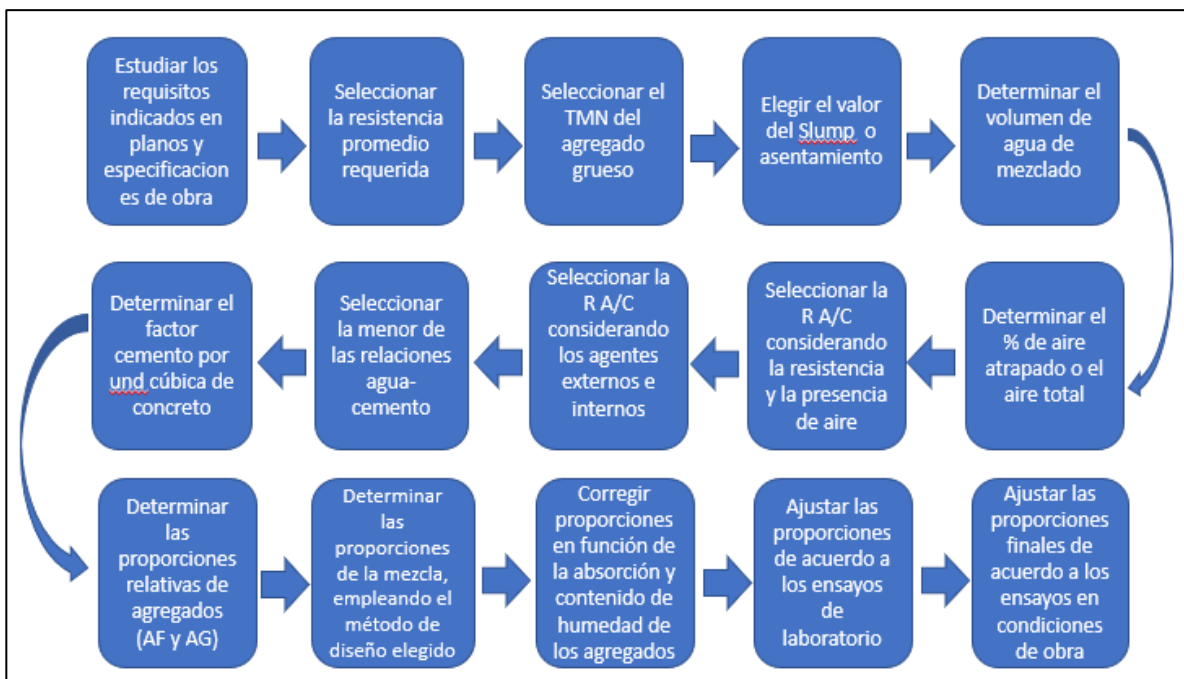 Estudiar los
requisitos
indicados en
planos y
especificacion
es de obra
Seleccionar
la resistencia
promedio
requerida
Seleccionar el
TMN del
agregado
grueso
Elegir el valor
del Slump o
asentamiento
Determinar el
volumen de
agua de
mezclado
Determinar el
% de aire
atrapado o el
aire total
Seleccionar la
R A/C
considerando
la resistencia
y la presencia
de aire
Seleccionar la
R A/C
considerando
los agentes
externos e
internos
Seleccionar
la menor de
las relaciones
agua-
cemento
Determinar el
factor
cemento por
und cúbica de
concreto
Determinar
las
proporciones
relativas de
agregados
(AF y AG)
Determinar
las
proporciones
de la mezcla,
empleando el
método de
diseño elegido
Corregir
proporciones
en función de
la absorción y
contenido de
humedad de
los agregados
Ajustar las
proporciones
de acuerdo a
los ensayos
de
laboratorio
Ajustar las
proporciones
finales de
acuerdo a los
ensayos en
condiciones
de obra